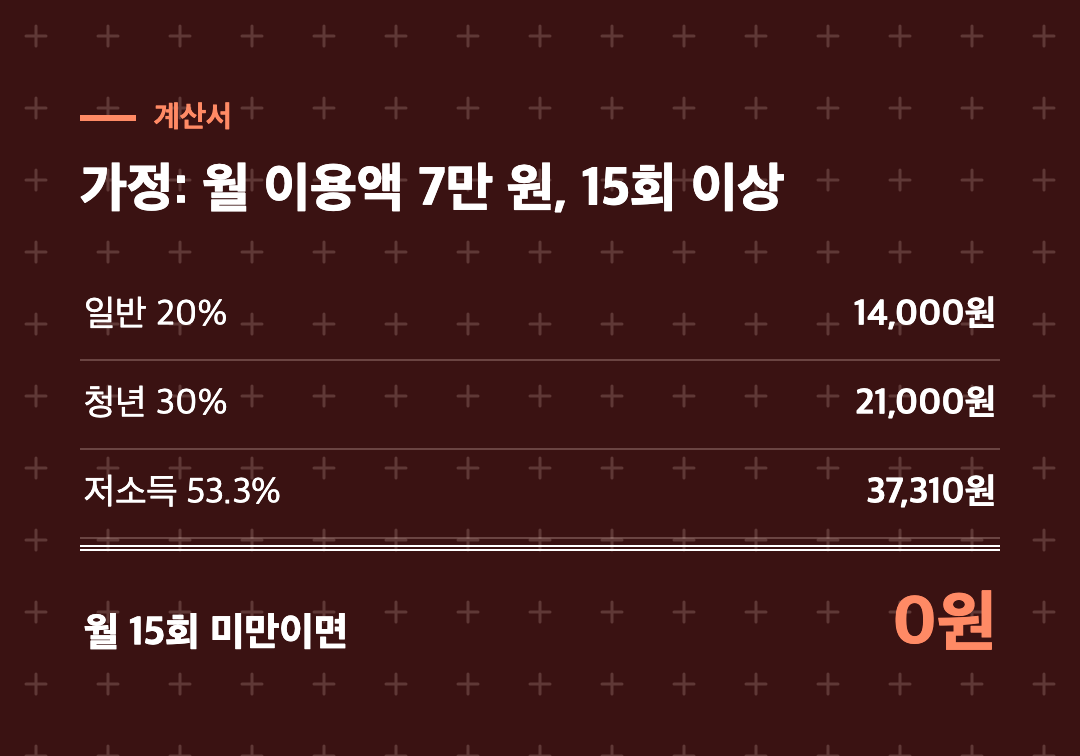 계산서
가정: 월 이용액 7만 원, 15회 이상
일반 20% 14,000원
청년 30% 21,000원
저소득 53.3% 37,310원
월 15회 미만이면 0원